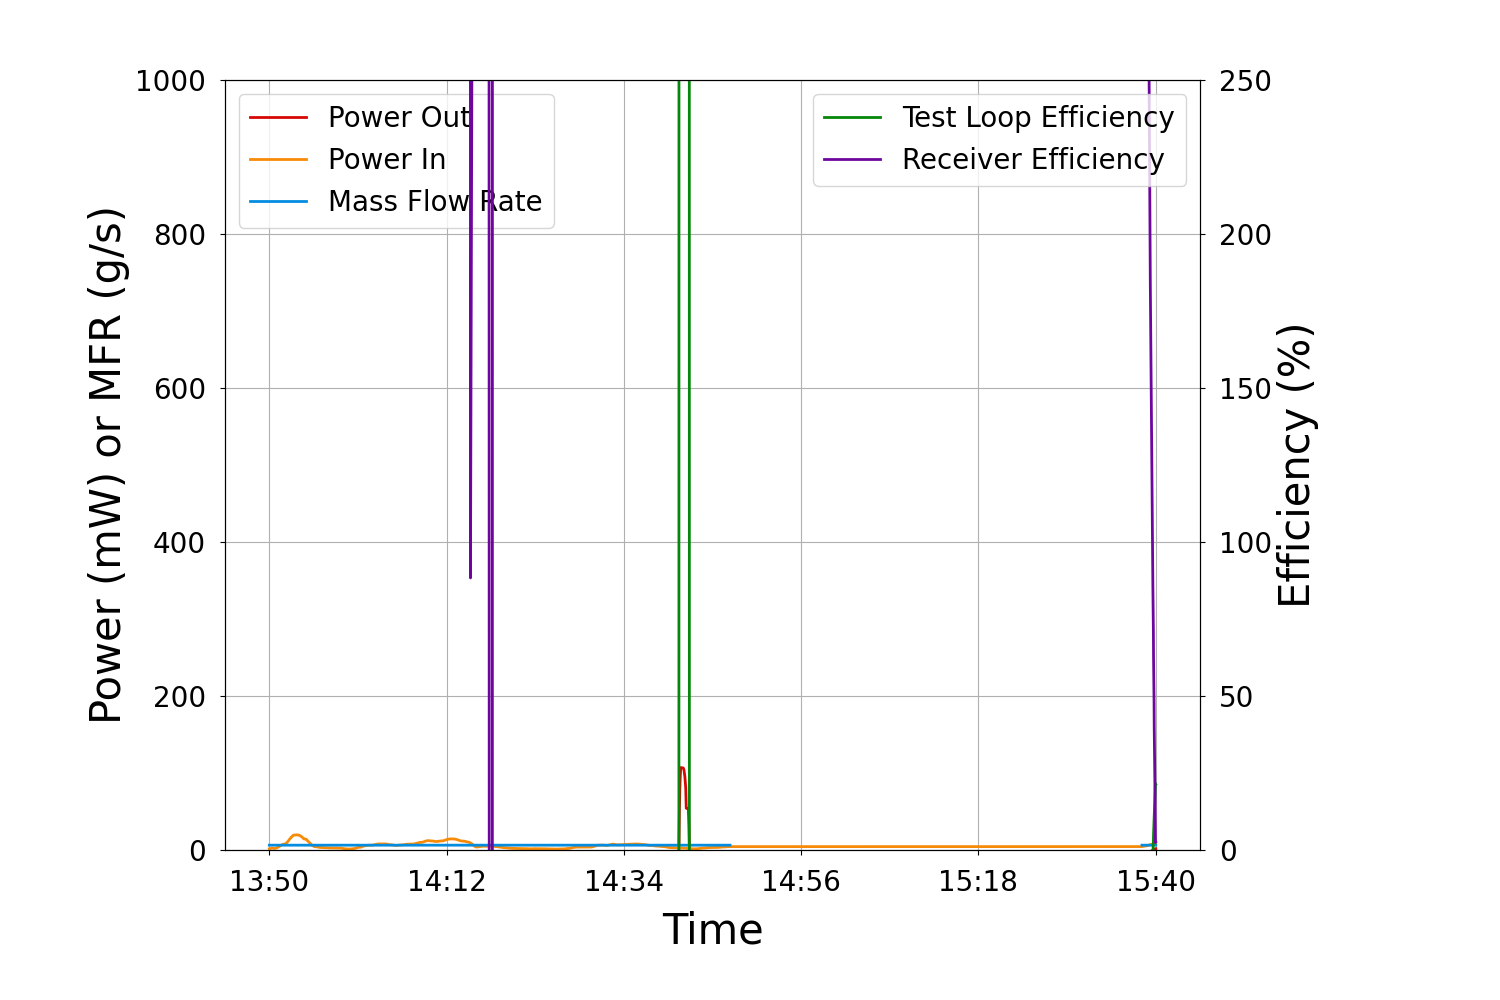 1000
800
600
400
200
0
Power (mW) or MFR (g/s)
Power Out
Power In
Mass Flow Rate
Test Loop Efficiency
Receiver Efficiency
250
200
150
100
50
0
Efficiency (%)
13:50 14:12 14:34 14:56 15:18 15:40
Time